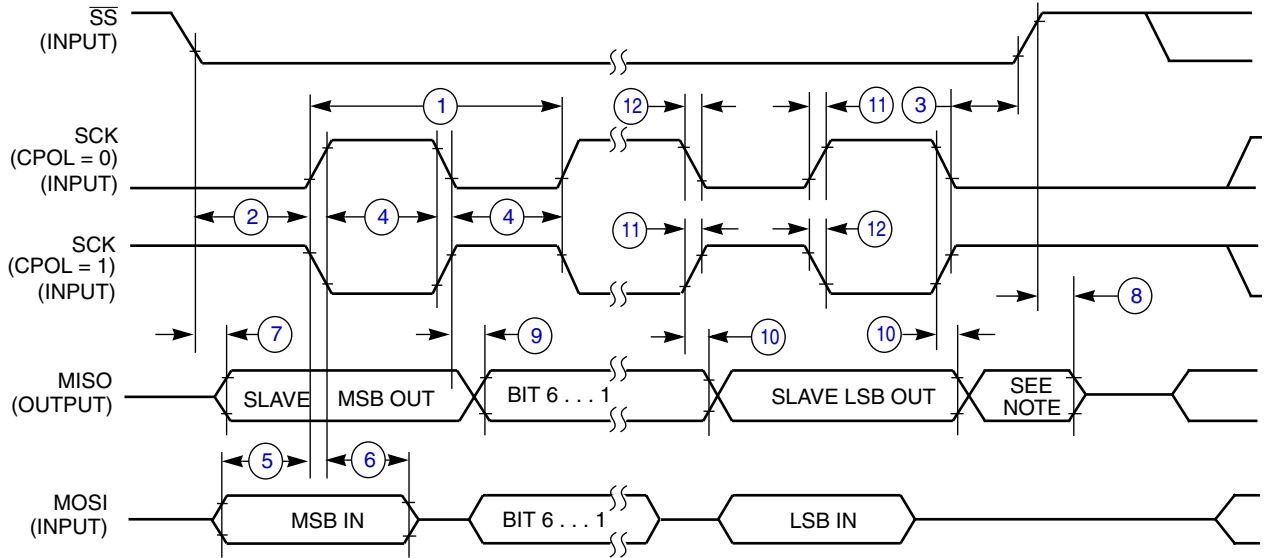 SS
(INPUT)
1
12
11
3
SCK
(CPOL = 0)
(INPUT)
2
4
4
11
12
SCK
(CPOL = 1)
(INPUT)
7
9
10
10
8
MISO
(OUTPUT)
SLAVE MSB OUT
BIT 6 . . . 1
SLAVE LSB OUT
SEE
NOTE
5
6
MOSI
(INPUT)
MSB IN
BIT 6 . . . 1
LSB IN